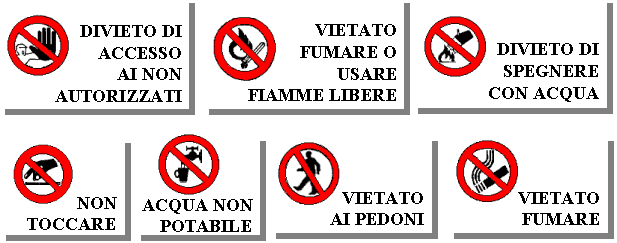 DIVIETO DI
ACCESSO
AI NON
AUTORIZZATI
VIETATO
FUMARE O
USARE
FIAMME LIBERE
DIVIETO DI
SPEGNERE
CON ACQUA
NON
TOCCARE
ACQUA NON
POTABILE
VIETATO
AI PEDONI
VIETATO
FUMARE